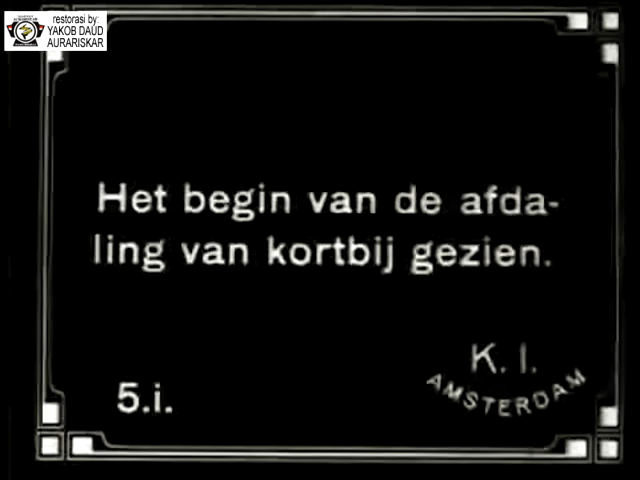 restorasi by:
YAKOB DAUD
AURARISKAR
Het begin van de afda-
ling van kortbij gezien.
5.i.
K. I.
AMSTERDAM